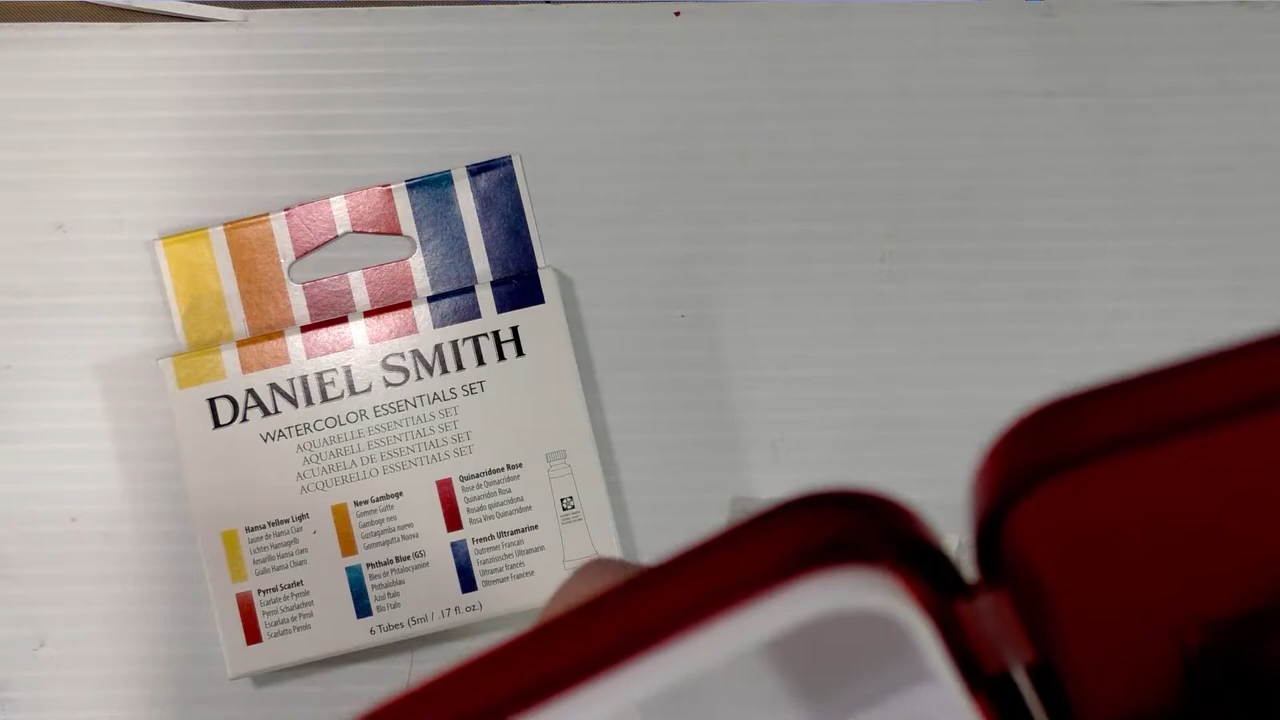 DANIEL SMITH
WATERCOLOR ESSENTIALS SET
AQUARELLE ESSENTIALS SET
AQUARELL ESSENTIALS SET
ACUARELA DE ESSENTIALS SET
ACQUERELLO ESSENTIALS SET
Hansa Yellow Light
Jaune de Hansa Clair
Lichtes Hansagelb
Amarillo Hansa claro
Giallo Hansa Chiaro
New Gamboge
Gomme Gutte
Gamboge neu
Gustagamba nuevo
Gommagutta Nuova
Quinacridone Rose
Rose de Quinacridone
Quinacridon Rosa
Rosado quinacridona
Rosa Vivo Quinacridone
Pyrrol Scarlet
Ecarlate de Pyrrole
Pyrrol Scharlachrot
Escarlata de Pirrol
Scarlatto Pirrolo
Phthalo Blue (GS)
Bleu de Phtalocyanine
Phthaloblau
Azul ftalo
Blu Ftalo
French Ultramarine
Outremer Francais
Französisches Ultramarin
Ultramar francés
Oltremare Francese
6 Tubes (5ml / .17 fl. oz.)